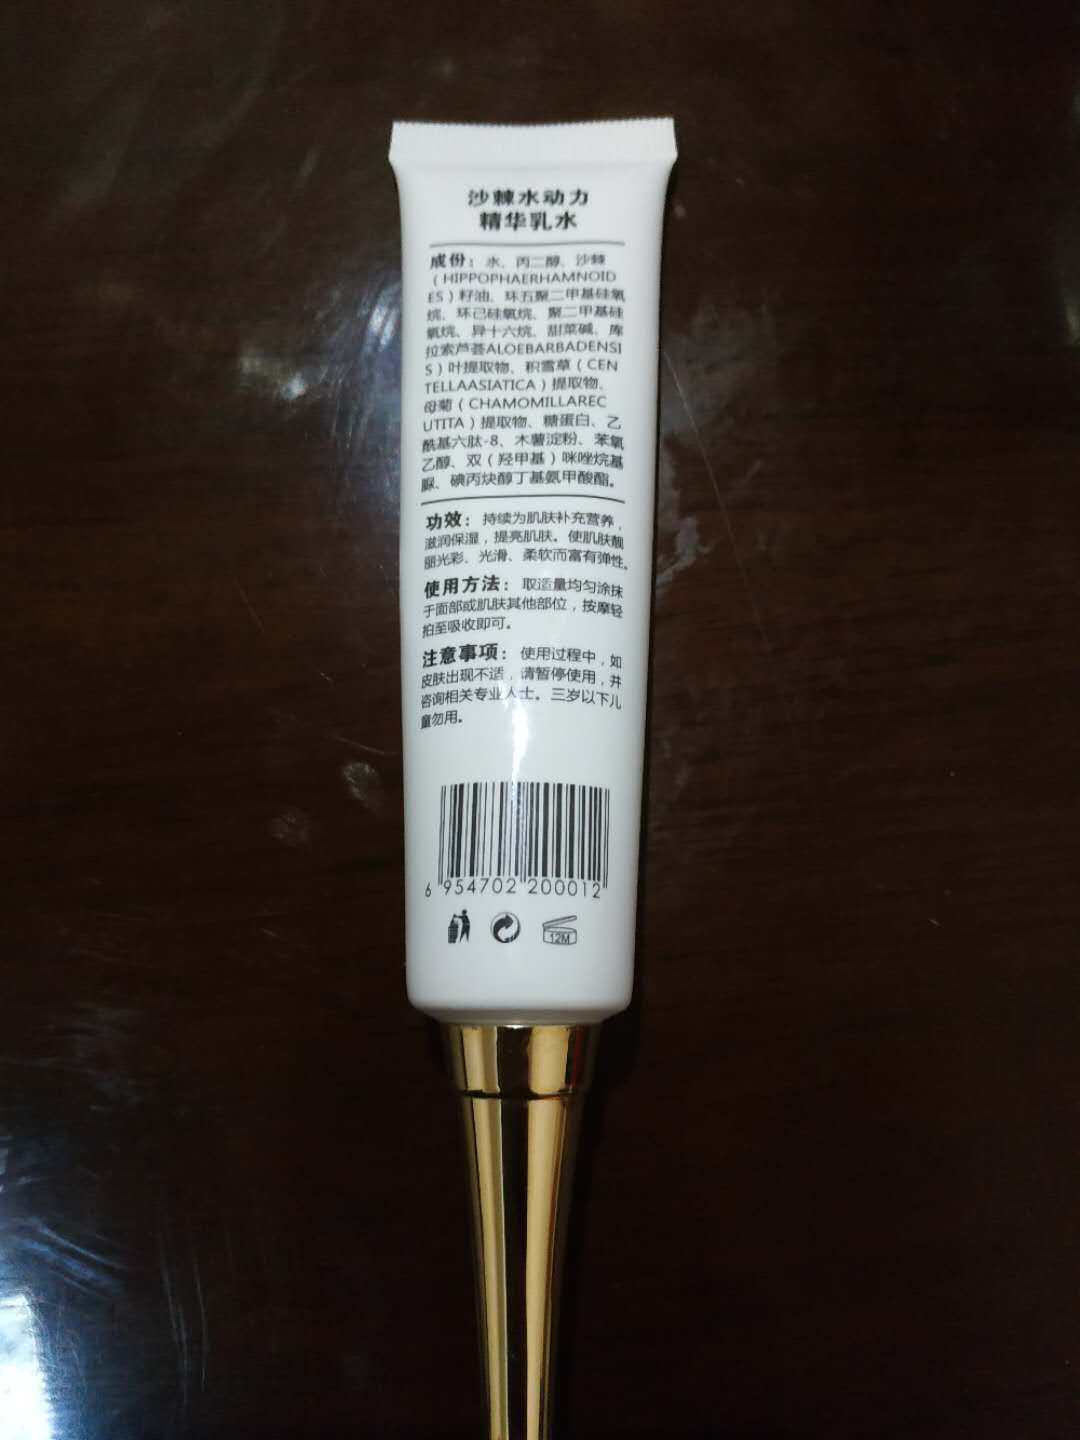 沙棘水动力
精华乳水
成份：水、丙二醇、沙棘
（HIPPOPHAERHAMNOID
ES）籽油、环五聚二甲基硅氧
烷、环己硅氧烷、聚二甲基硅
氧烷、异十六烷、甜菜碱、库
拉索芦荟ALOEBARBADENSI
S）叶提取物、积雪草（CEN
TELLAASIATICA）提取物、
母菊（CHAMOMILLAREC
UTITA）提取物、糖蛋白、乙
酰基六肽-8、木薯淀粉、苯氧
乙醇、双（羟甲基）咪唑烷基
脲、碘丙炔醇丁基氨甲酸酯。
功效：持续为肌肤补充营养，
滋润保湿，提亮肌肤。使肌肤靓
丽光彩、光滑、柔软而富有弹性。
使用方法：取适量均匀涂抹
于面部或肌肤其他部位，按摩轻
拍至吸收即可。
注意事项：使用过程中，如
皮肤出现不适，请暂停使用，并
咨询相关专业人士。三岁以下儿
童勿用。
6 954702 200012
12M